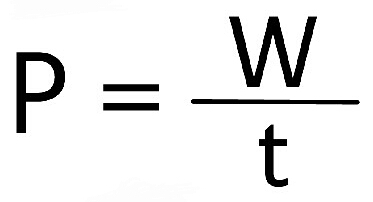 P = W/t